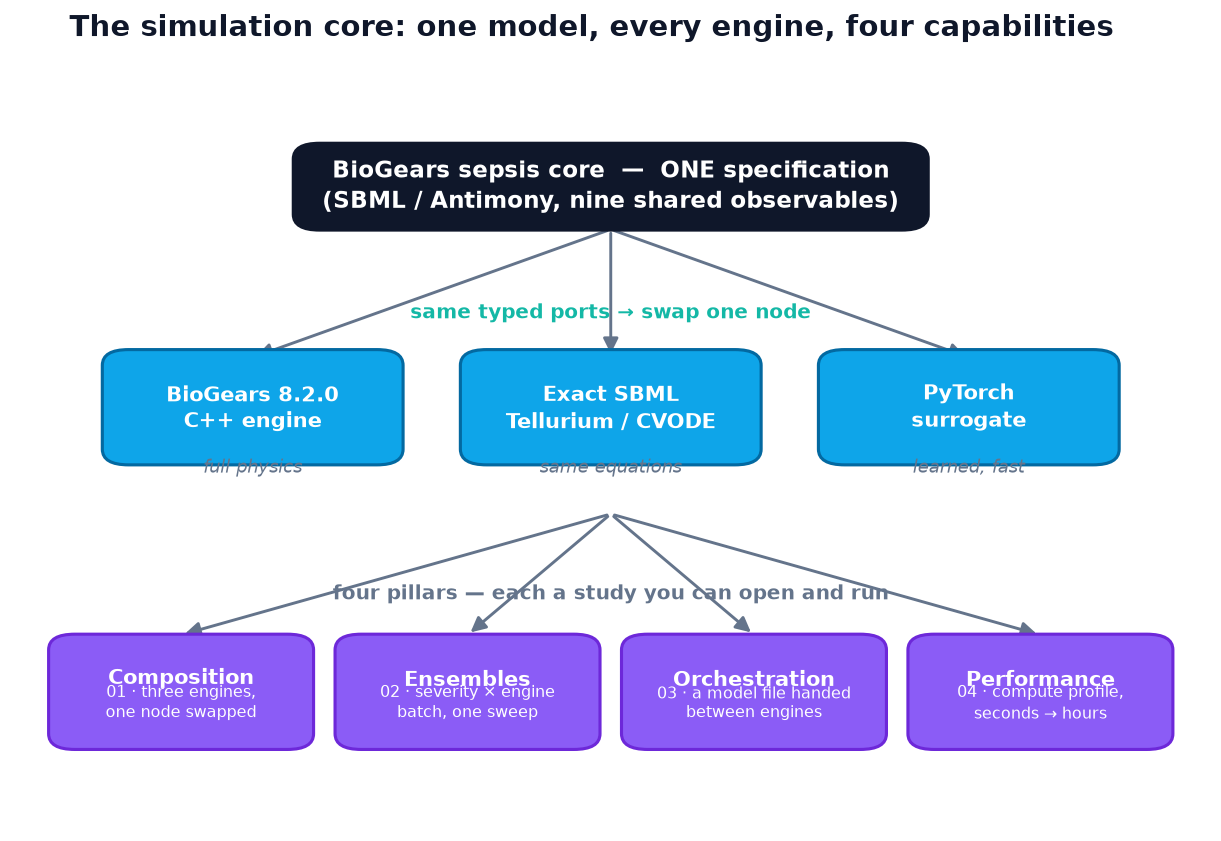 The simulation core: one model, every engine, four capabilities
BioGears sepsis core — ONE specification
(SBML / Antimony, nine shared observables)
same typed ports → swap one node
BioGears 8.2.0
C++ engine
Exact SBML
Tellurium / CVODE
PyTorch
surrogate
full physics
same equations
learned, fast
four pillars — each a study you can open and run
Composition
01 · three engines,
one node swapped
Ensembles
02 · severity × engine
batch, one sweep
Orchestration
03 · a model file handed
between engines
Performance
04 · compute profile,
seconds → hours